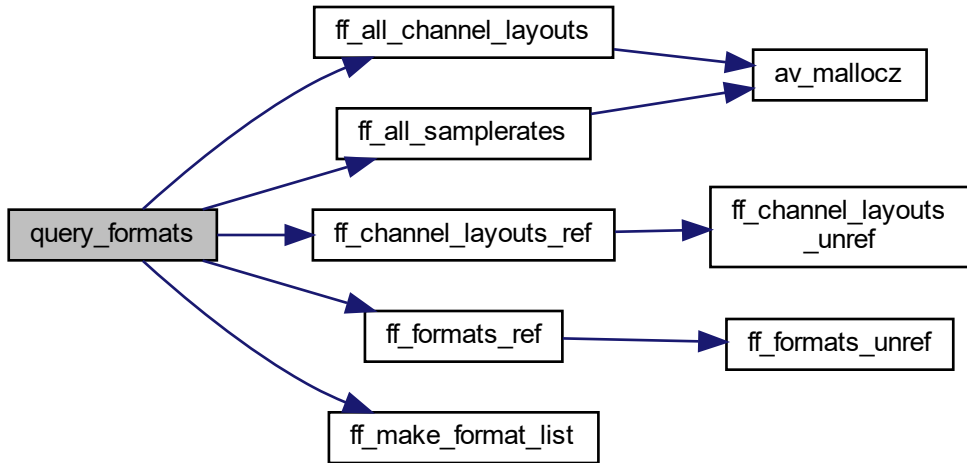 ff_all_channel_layouts
av_mallocz
ff_all_samplerates
query_formats
ff_channel_layouts_ref
ff_channel_layouts
_unref
ff_formats_ref
ff_formats_unref
ff_make_format_list